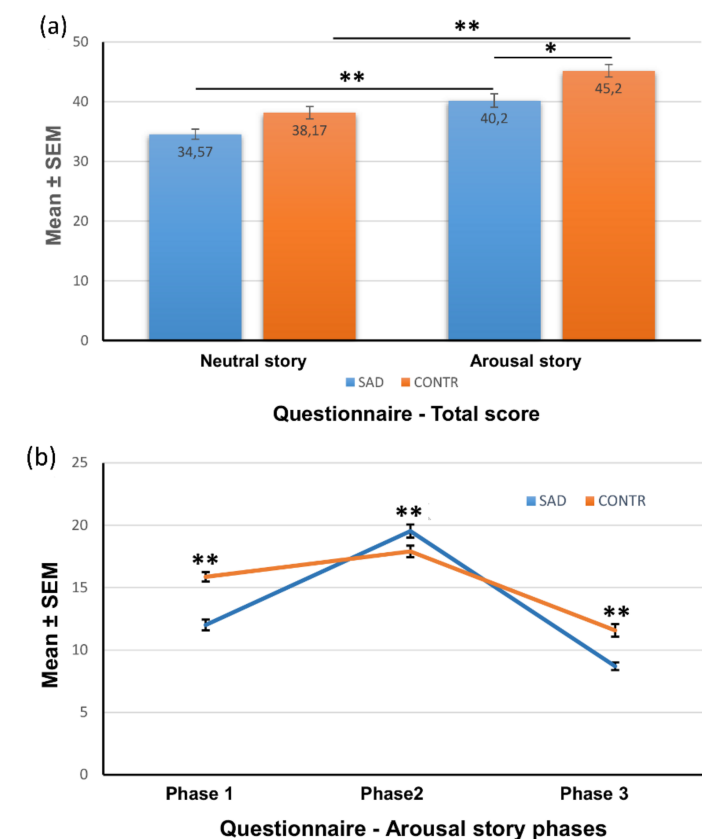 (a)
**
**
*
50
40
30
20
10
0
Mean ± SEM
34,57
38,17
40,2
45,2
Neutral story
Arousal story
SAD
CONTR
Questionnaire - Total score
(b)
25
20
15
10
5
0
Mean ± SEM
SAD
CONTR
**
**
**
Phase 1
Phase2
Phase 3
Questionnaire - Arousal story phases